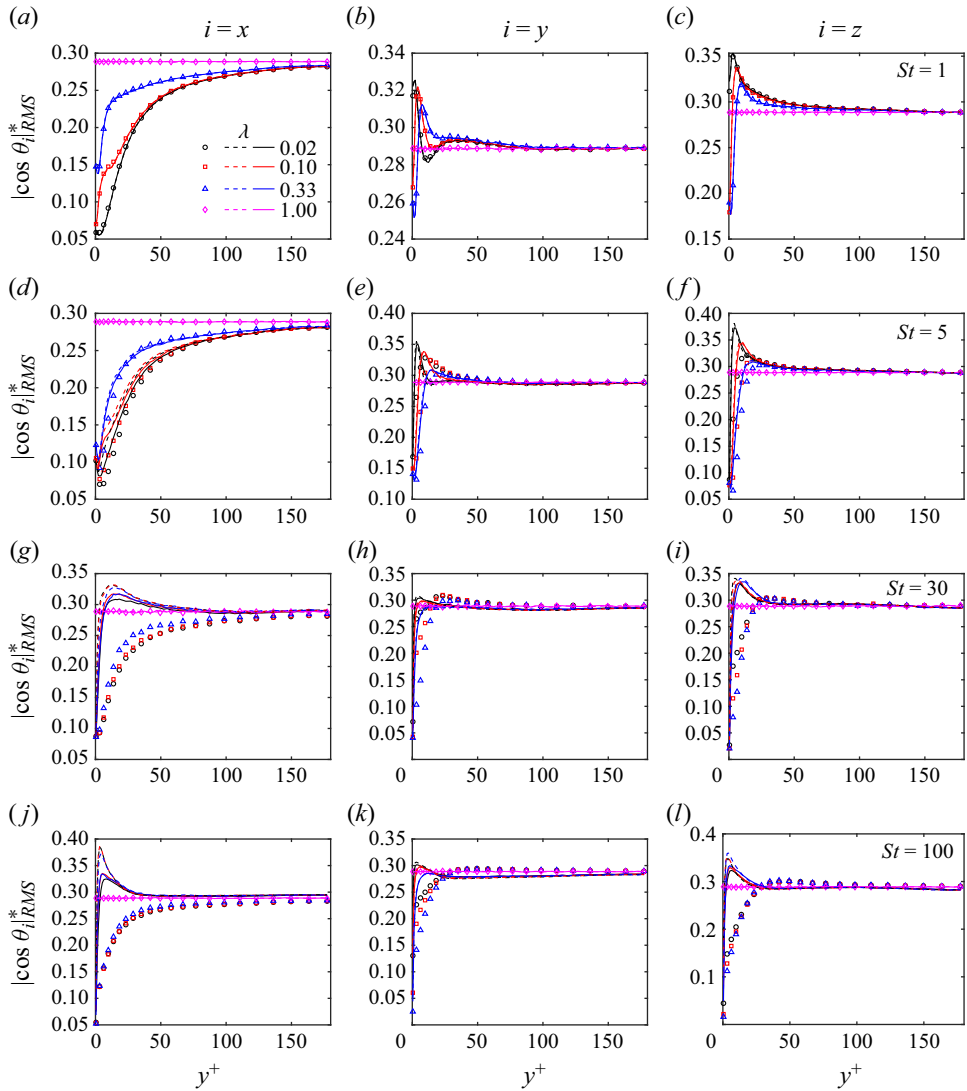 (a) i = x (b) i = y (c) i = z
0.30 0.34 0.35
0.25 0.32 0.30 St = 1
0.20 λ 0.30 0.25
|cos θi|*RMS
0.15 0.02 0.28 0.20
0.10 0.10 0.26
0.33
1.00
0.05 0.24 0.15
0 50 100 150 0 50 100 150 0 50 100 150
(d) (e) (f)
0.30 0.40 0.40
0.25 0.35 0.35 St = 5
0.20 0.30 0.30
|cos θi|*RMS
0.15 0.25 0.25
0.10 0.20 0.20
0.05 0.15 0.15
0.10 0.10
0.05
0 50 100 150 0 50 100 150 0 50 100 150
(g) (h) (i)
0.35 0.35 0.35
0.30 0.30 0.30 St = 30
0.25 0.25 0.25
|cos θi|*RMS
0.20 0.20 0.20
0.15 0.15 0.15
0.10 0.10 0.10
0.05 0.05 0.05
0 0
0 50 100 150 0 50 100 150 0 50 100 150
(j) (k) (l)
0.40 0.35 0.4
0.35 0.30 St = 100
0.30 0.25 0.3
|cos θi|*RMS
0.25 0.20 0.2
0.20 0.15
0.15 0.10 0.1
0.10 0.05
0.05 0 0
0 50 100 150 0 50 100 150 0 50 100 150
y+ y+ y+